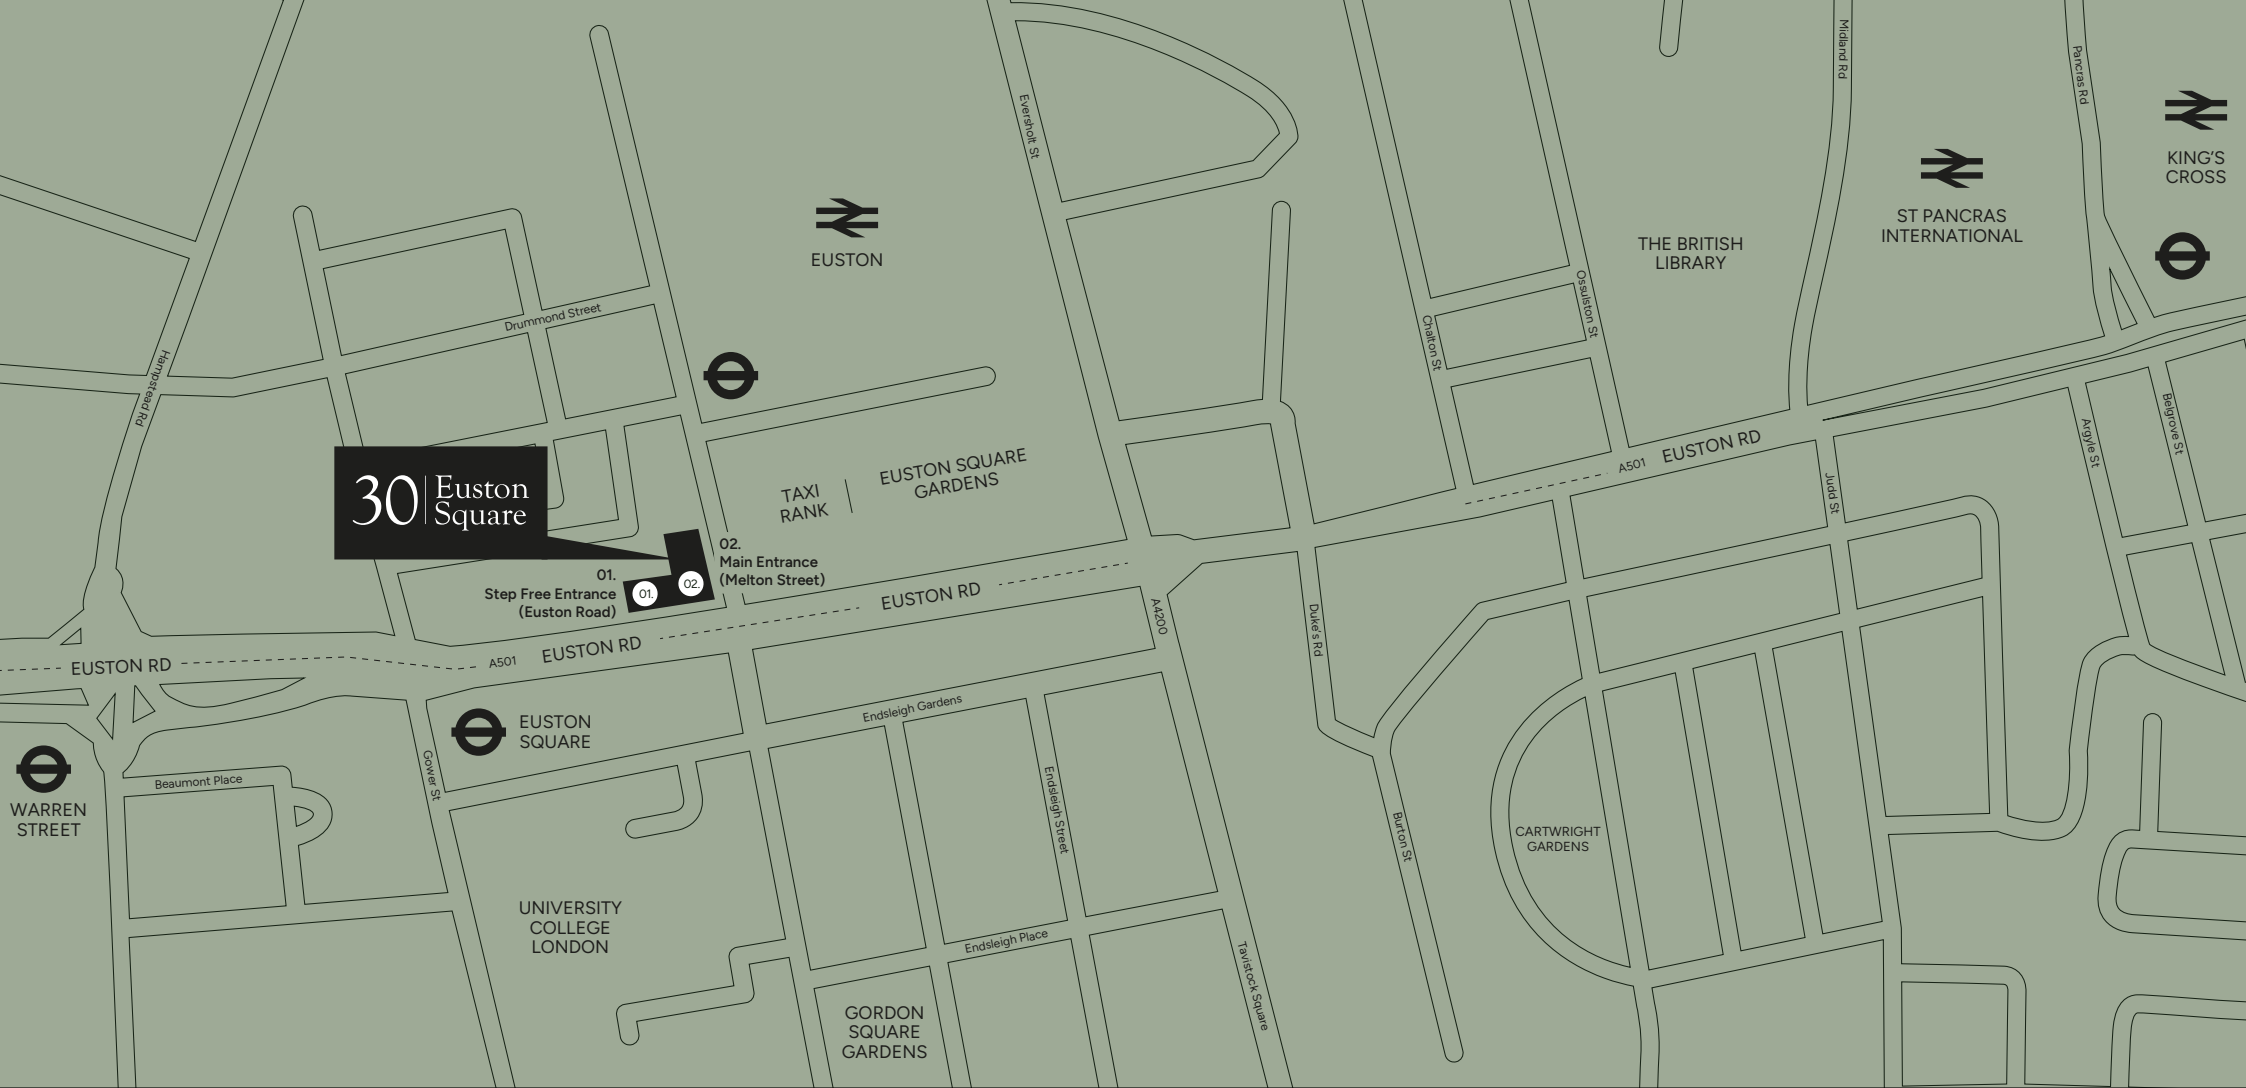 Midland Rd
Pancras Rd
KING'S
CROSS
Eversholt St
ST PANCRAS
INTERNATIONAL
THE BRITISH
LIBRARY
EUSTON
Drummond Street
Ossulston St
Chalton St
Hampstead Rd
Belgrove St
Argyle St
EUSTON RD
A501
Judd St
EUSTON SQUARE
GARDENS
TAXI
RANK
30 Euston
Square
02.
Main Entrance
(Melton Street)
01.
Step Free Entrance
(Euston Road)
01.
02.
EUSTON RD
A4200
Duke's Rd
EUSTON RD
A501
EUSTON RD
Endsleigh Gardens
EUSTON
SQUARE
Gower St
Beaumont Place
WARREN
STREET
Endsleigh Street
Burton St
CARTWRIGHT
GARDENS
UNIVERSITY
COLLEGE
LONDON
Endsleigh Place
Tavistock Square
GORDON
SQUARE
GARDENS